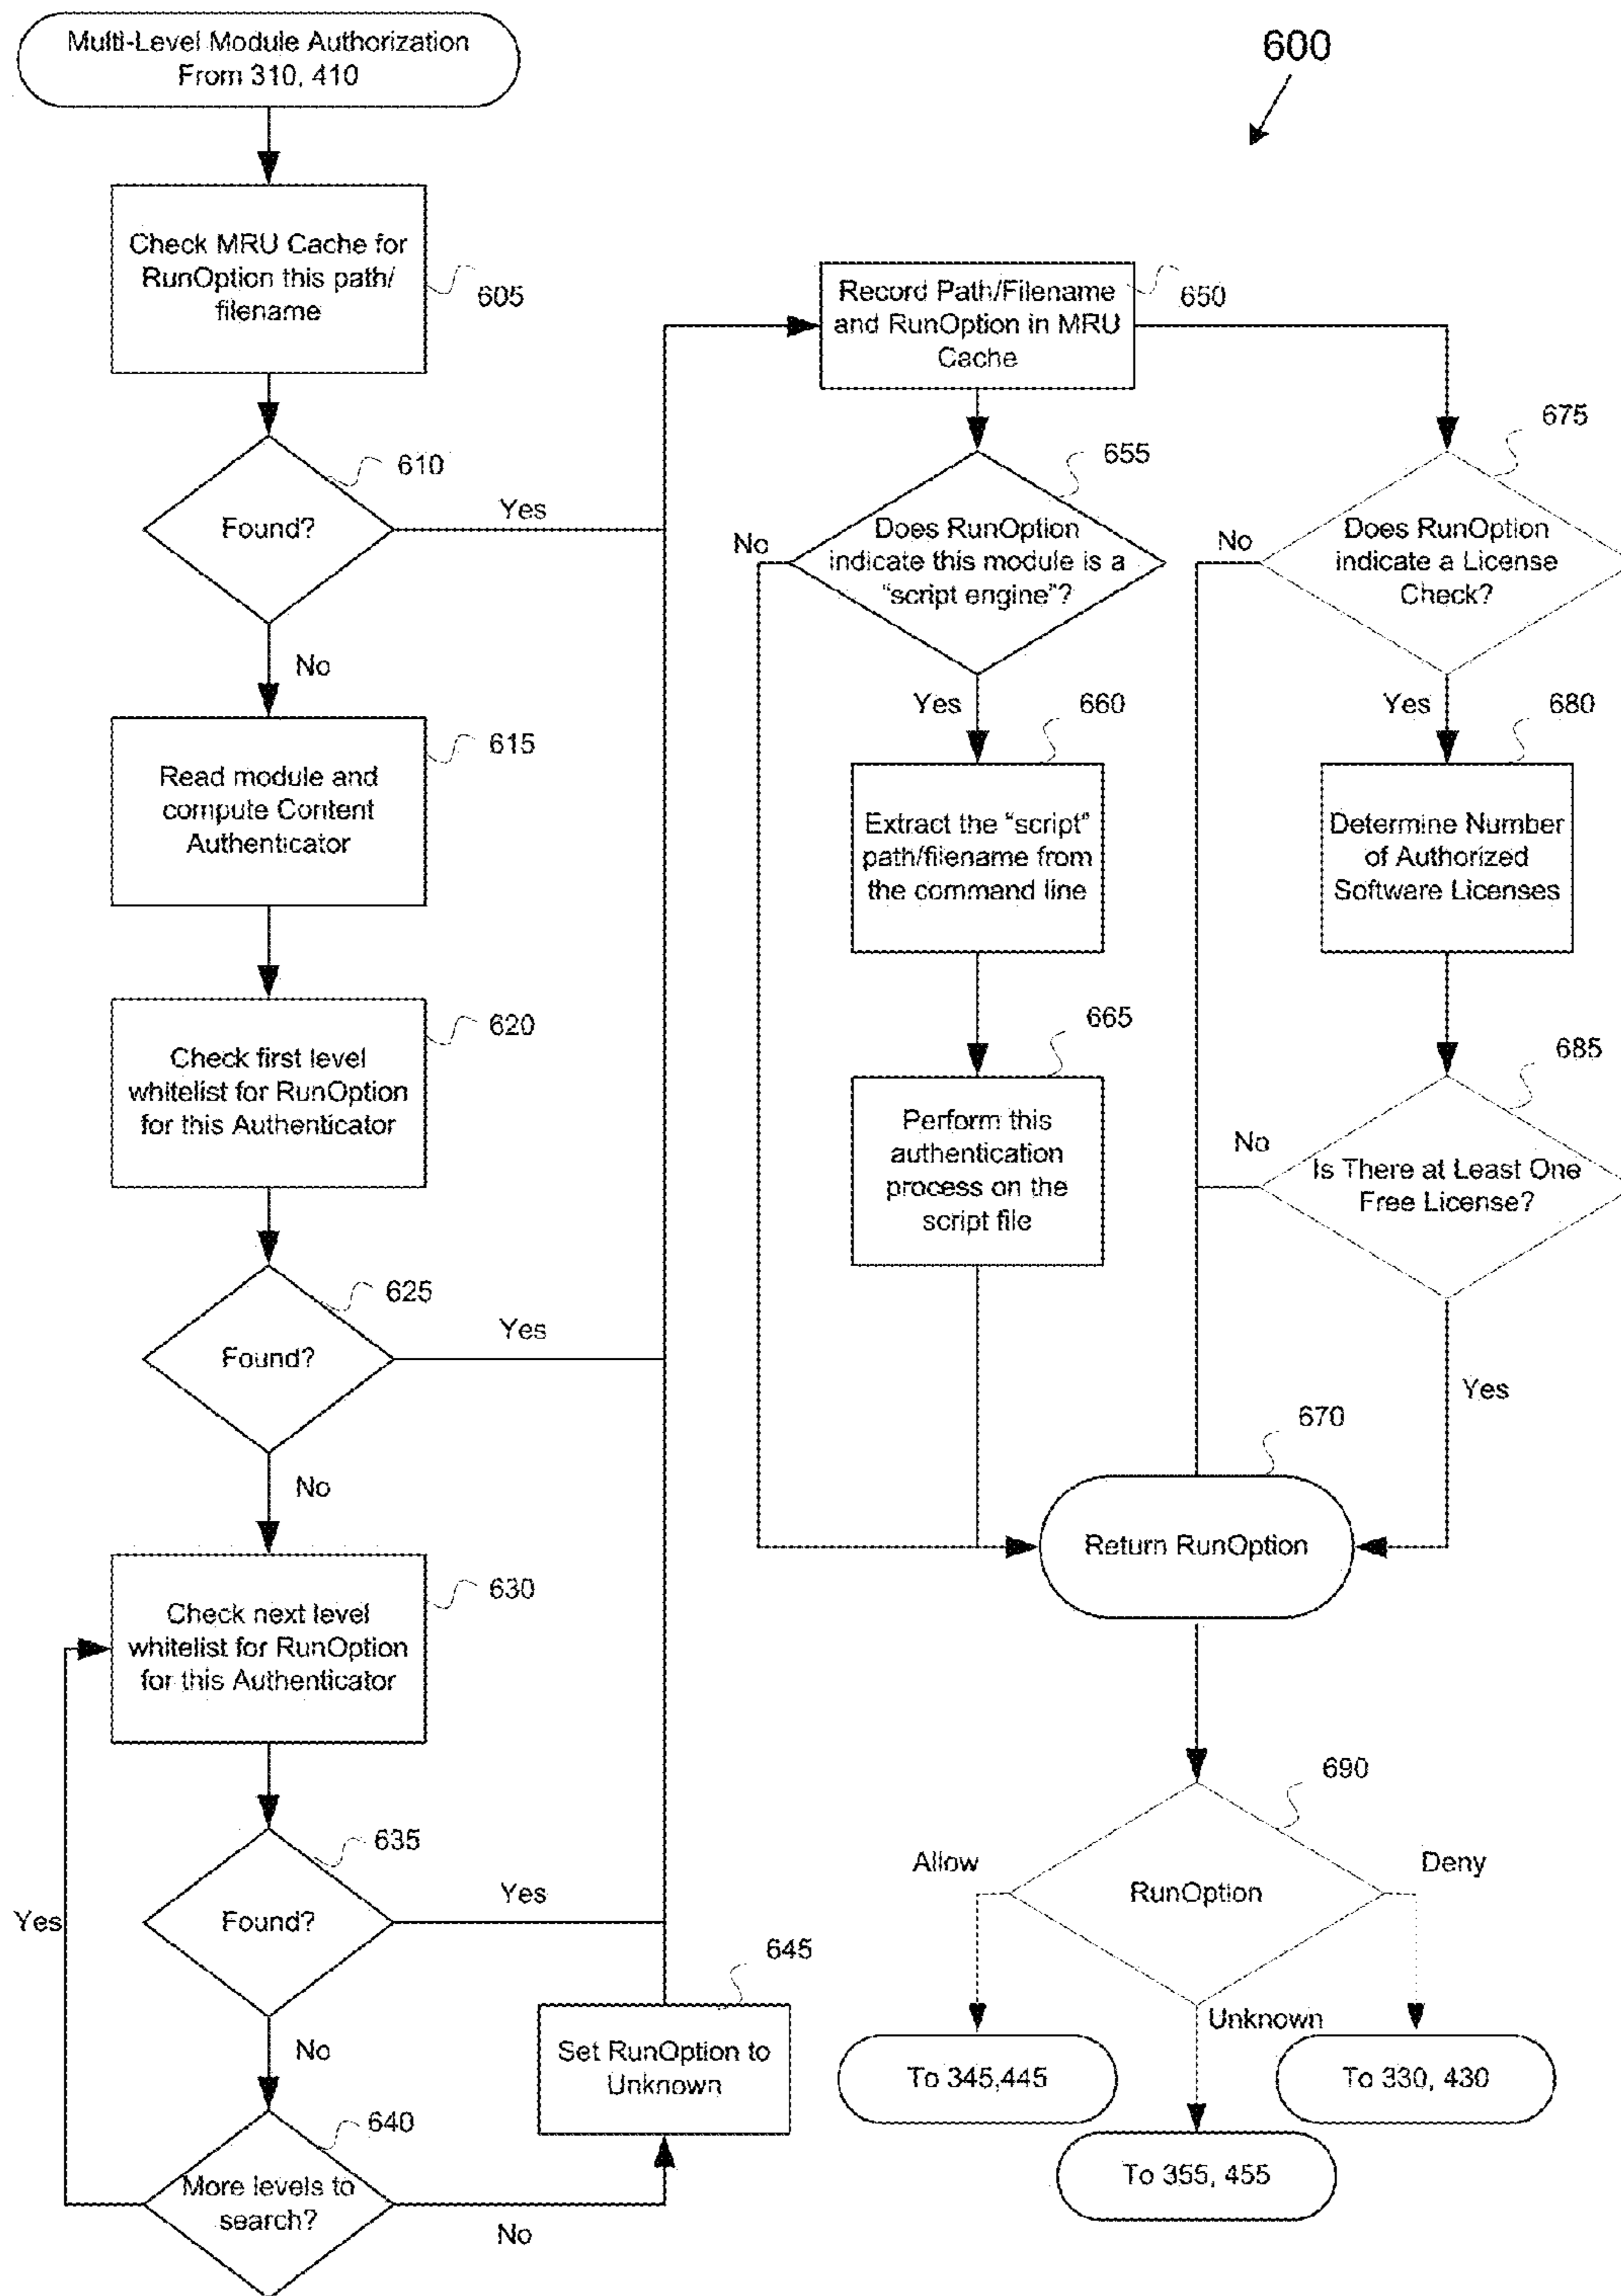 Multi-Level Module Authorization
From 310, 410
600
Check MRU Cache for
RunOption this path/
filename
605
610
Found?
Yes
No
Read module and
compute Content
Authenticator
615
Check first level
whitelist for RunOption
for this Authenticator
620
625
Found?
Yes
No
Check next level
whitelist for RunOption
for this Authenticator
630
635
Found?
Yes
Yes
No
640
More levels to
search?
No
645
Set RunOption to
Unknown
Record Path/Filename
and RunOption in MRU
Cache
650
655
No
Does RunOption
indicate this module is a
"script engine"?
Yes
660
Extract the "script"
path/filename from
the command line
665
Perform this
authentication
process on the
script file
675
No
Does RunOption
indicate a License
Check?
Yes
680
Determine Number
of Authorized
Software Licenses
685
No
Is There at Least One
Free License?
Yes
670
Return RunOption
690
Allow
RunOption
Deny
Unknown
To 345,445
To 330, 430
To 355, 455